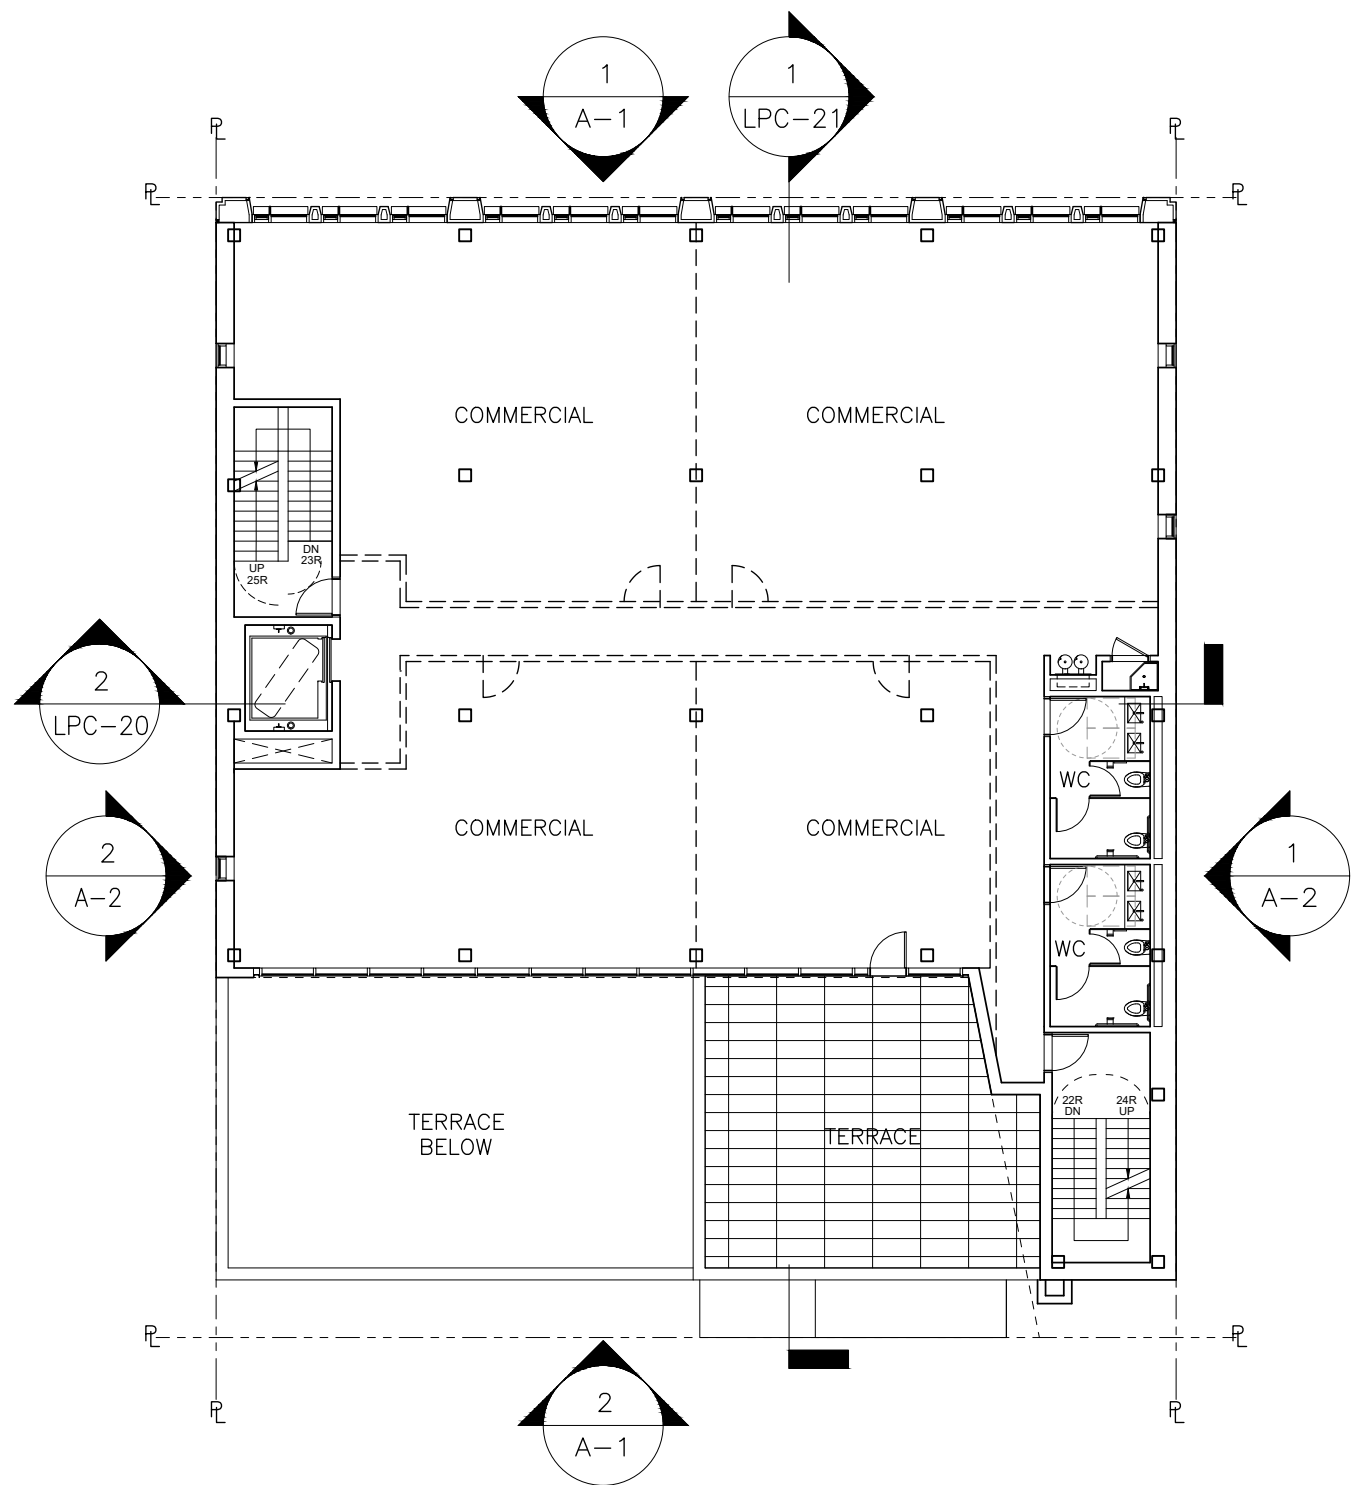 1
A-1
1
LPC-21
PL
PL
PL
PL
COMMERCIAL
COMMERCIAL
DN
23R
UP
25R
2
LPC-20
WC
COMMERCIAL
COMMERCIAL
2
A-2
1
A-2
WC
22R
DN
24R
UP
TERRACE
BELOW
TERRACE
PL
PL
PL
PL
2
A-1